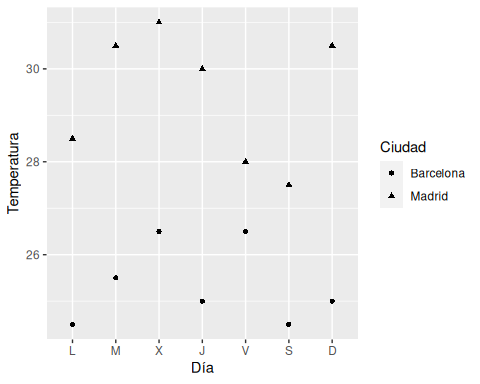 Temperatura
30
28
26
L M X J V S D
Día
Ciudad
Barcelona
Madrid